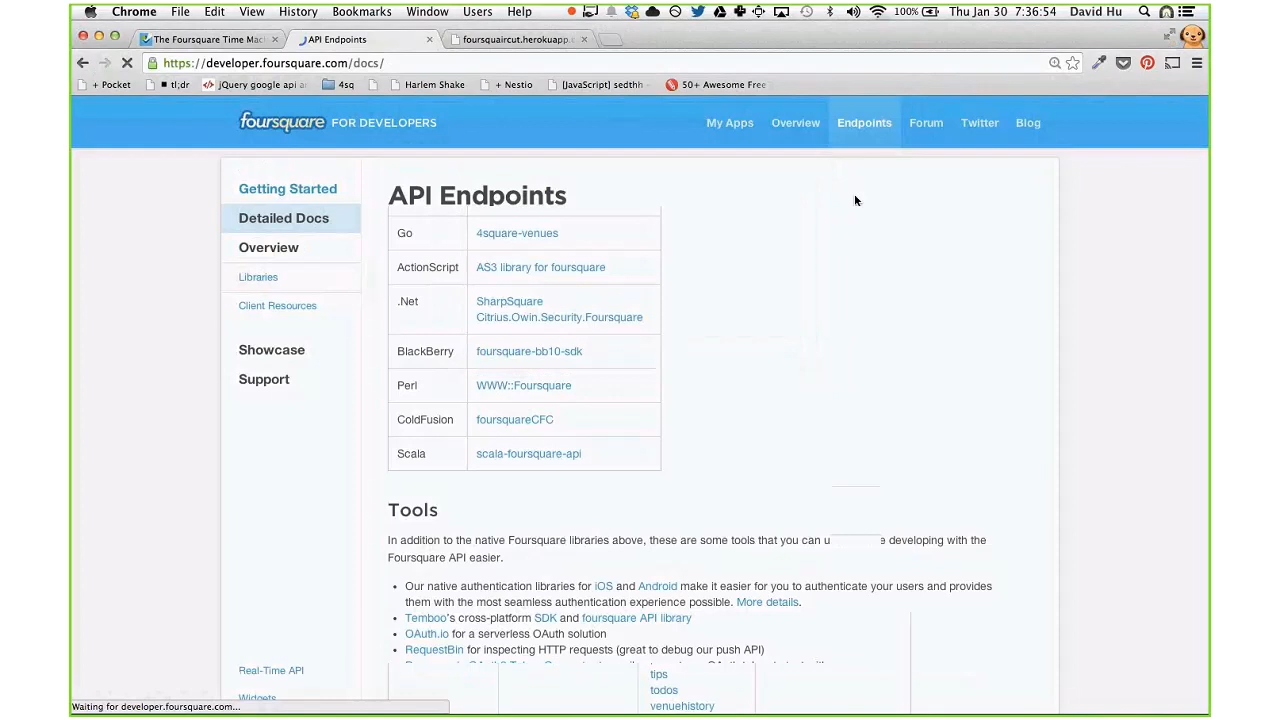 Chrome File Edit View History Bookmarks Window Users Help 100% Thu Jan 30 7:36:54 David Hu
The Foursquare Time Mac
API Endpoints
foursqualrcut.herokuapp.
https://developer.foursquare.com/docs/
+ Pocket
tl;dr
jQuery google api ar
4sq
Harlem Shake
+ Nestio
[JavaScript] sedthh
50+ Awesome Free
foursquare FOR DEVELOPERS
My Apps Overview Endpoints Forum Twitter Blog
Getting Started
Detailed Docs
Overview
Libraries
Client Resources
Showcase
Support
Real-Time API
Widgets
API Endpoints
Go 4square-venues
ActionScript AS3 library for foursquare
.Net SharpSquare
Citrius.Owin.Security.Foursquare
BlackBerry foursquare-bb10-sdk
Perl WWW::Foursquare
ColdFusion foursquareCFC
Scala scala-foursquare-api
Tools
In addition to the native Foursquare libraries above, these are some tools that you can u e developing with the
Foursquare API easier.
• Our native authentication libraries for iOS and Android make it easier for you to authenticate your users and provides
them with the most seamless authentication experience possible. More details.
• Temboo's cross-platform SDK and foursquare API library
• OAuth.io for a serverless OAuth solution
• RequestBin for inspecting HTTP requests (great to debug our push API)
tips
todos
venuehistory
Waiting for developer.foursquare.com...